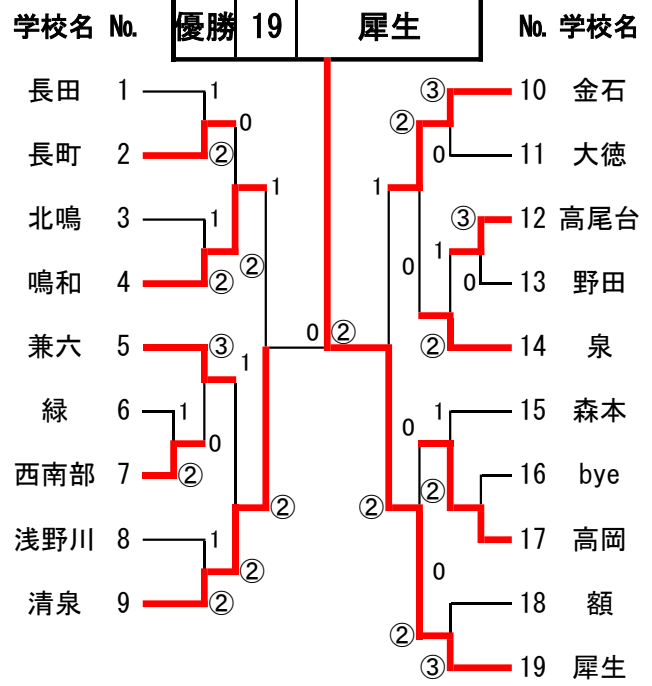 学校名 No. 優勝 19 犀生 No. 学校名
長田 1 1 ③ 10 金石
0 ②
長町 2 ② 0 11 大徳
1 1
北鳴 3 1 ③ 12 高尾台
② 0 1
鳴和 4 ② 0 13 野田
0 ②
兼六 5 ③ ② 14 泉
1
緑 6 1 0 1 15 森本
0
西南部 7 ② ② 16 bye
② ②
浅野川 8 1 17 高岡
② 0
清泉 9 ② 18 額
②
③ 19 犀生